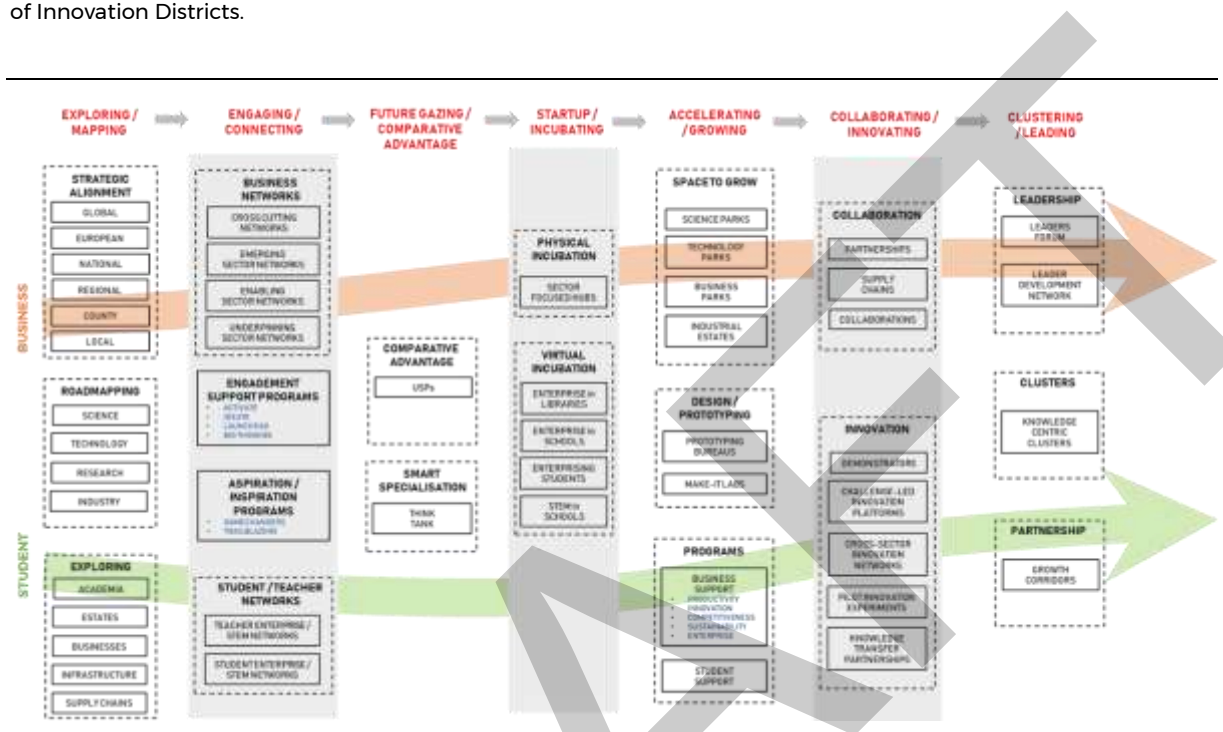 of Innovation Districts.
EXPLORING /
MAPPING
ENGAGING /
CONNECTING
FUTURE GAZING /
COMPARATIVE
ADVANTAGE
STARTUP /
INCUBATING
ACCELERATING
/GROWING
COLLABORATING /
INNOVATING
CLUSTERING
/LEADING
BUSINESS
STUDENT
STRATEGIC
ALIGNMENT
GLOBAL
EUROPEAN
NATIONAL
REGIONAL
COUNTY
LOCAL
ROADMAPPING
SCIENCE
TECHNOLOGY
RESEARCH
INDUSTRY
EXPLORING
ACADEMIA
ESTATES
BUSINESSES
INFRASTRUCTURE
SUPPLY CHAINS
BUSINESS
NETWORKS
CROSS CUTTING
NETWORKS
EMERGING
SECTOR NETWORKS
ENABLING
SECTOR NETWORKS
UNDERPINNING
SECTOR NETWORKS
ENGAGEMENT
SUPPORT PROGRAMS
• ACTIVATE
• IGNITE
ASPIRATION /
INSPIRATION
PROGRAMS
• GAMECHANGERS
• TRAILBLAZING
STUDENT / TEACHER
NETWORKS
TEACHER ENTERPRISE /
STEM NETWORKS
STUDENT ENTERPRISE /
STEM NETWORKS
COMPARATIVE
ADVANTAGE
USPs
SMART
SPECIALISATION
THINK
TANK
PHYSICAL
INCUBATION
SECTOR
FOCUSED HUBS
VIRTUAL
INCUBATION
ENTERPRISE in
LIBRARIES
ENTERPRISE in
SCHOOLS
ENTERPRISING
STUDENTS
STEM in
SCHOOLS
SPACE TO GROW
SCIENCE PARKS
TECHNOLOGY
PARKS
BUSINESS
PARKS
INDUSTRIAL
ESTATES
DESIGN /
PROTOTYPING
PROTOTYPING
BUREAUS
MAKE-IT LABS
PROGRAMS
BUSINESS
SUPPORT
• PRODUCTIVITY
• INNOVATION
• COMPETITIVENESS
• SUSTAINABILITY
• ENTERPRISE
STUDENT
SUPPORT
COLLABORATION
PARTNERSHIPS
SUPPLY
CHAINS
COLLABORATIONS
INNOVATION
DEMONSTRATORS
CHALLENGE-LED
INNOVATION
PLATFORMS
CROSS-SECTOR
INNOVATION
NETWORKS
PILOT INNOVATOR
EXPERIMENTS
KNOWLEDGE
TRANSFER
PARTNERSHIPS
LEADERSHIP
LEADERS
FORUM
LEADER
DEVELOPMENT
NETWORK
CLUSTERS
KNOWLEDGE
CENTRIC
CLUSTERS
PARTNERSHIP
GROWTH
CORRIDORS